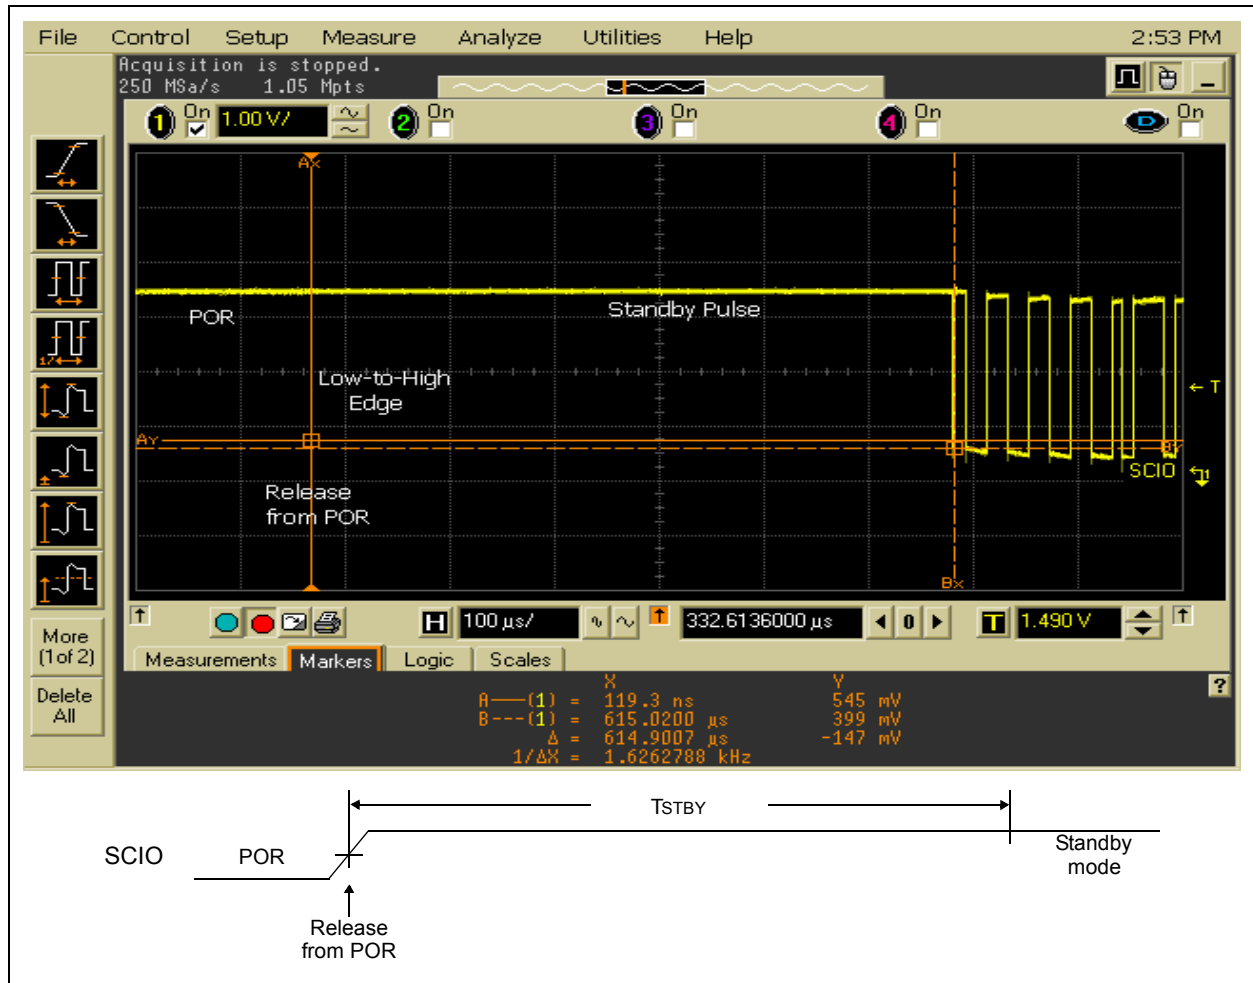 File Control Setup Measure Analyze Utilities Help 2:53 PM
Acquisition is stopped.
250 MSa/s 1.05 Mpts
1 On 1.00 V/ 2 On 3 On 4 On D On
Ax
POR
Standby Pulse
Low-to-High
Edge
T
Ay
By
SCIO
1
Release
from POR
Bx
1/
More
(1 of 2)
Delete
All
H 100 µs/ 332.6136000 µs 0 T 1.490 V
Measurements Markers Logic Scales
?
X Y
A———(1) = 119.3 ns 545 mV
B---(1) = 615.0200 µs 399 mV
Δ = 614.9007 µs -147 mV
1/ΔX = 1.6262788 kHz
TSTBY
SCIO POR
Standby
mode
Release
from POR